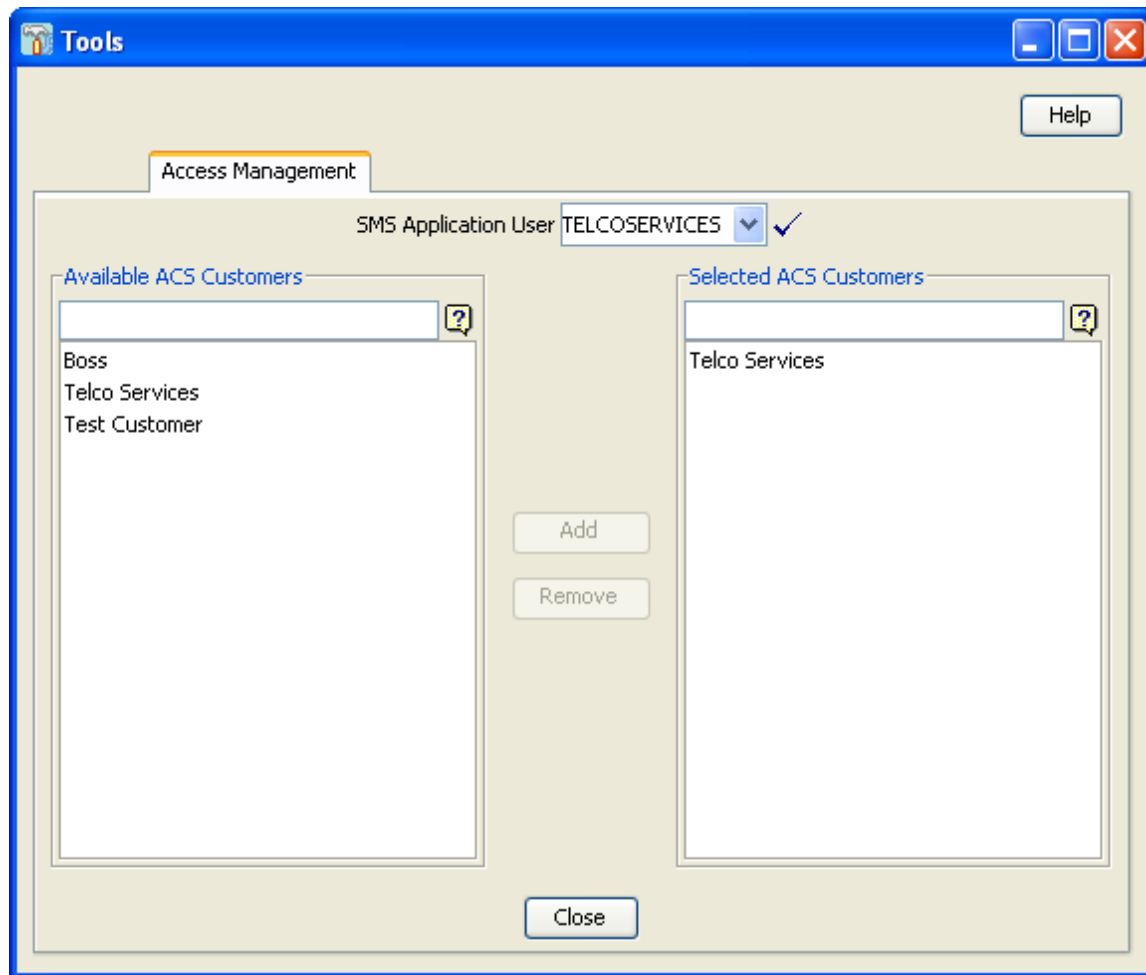 Tools
Help
Access Management
SMS Application User TELCOSERVICES
Available ACS Customers
Selected ACS Customers
?
?
Boss
Telco Services
Test Customer
Telco Services
Add
Remove
Close